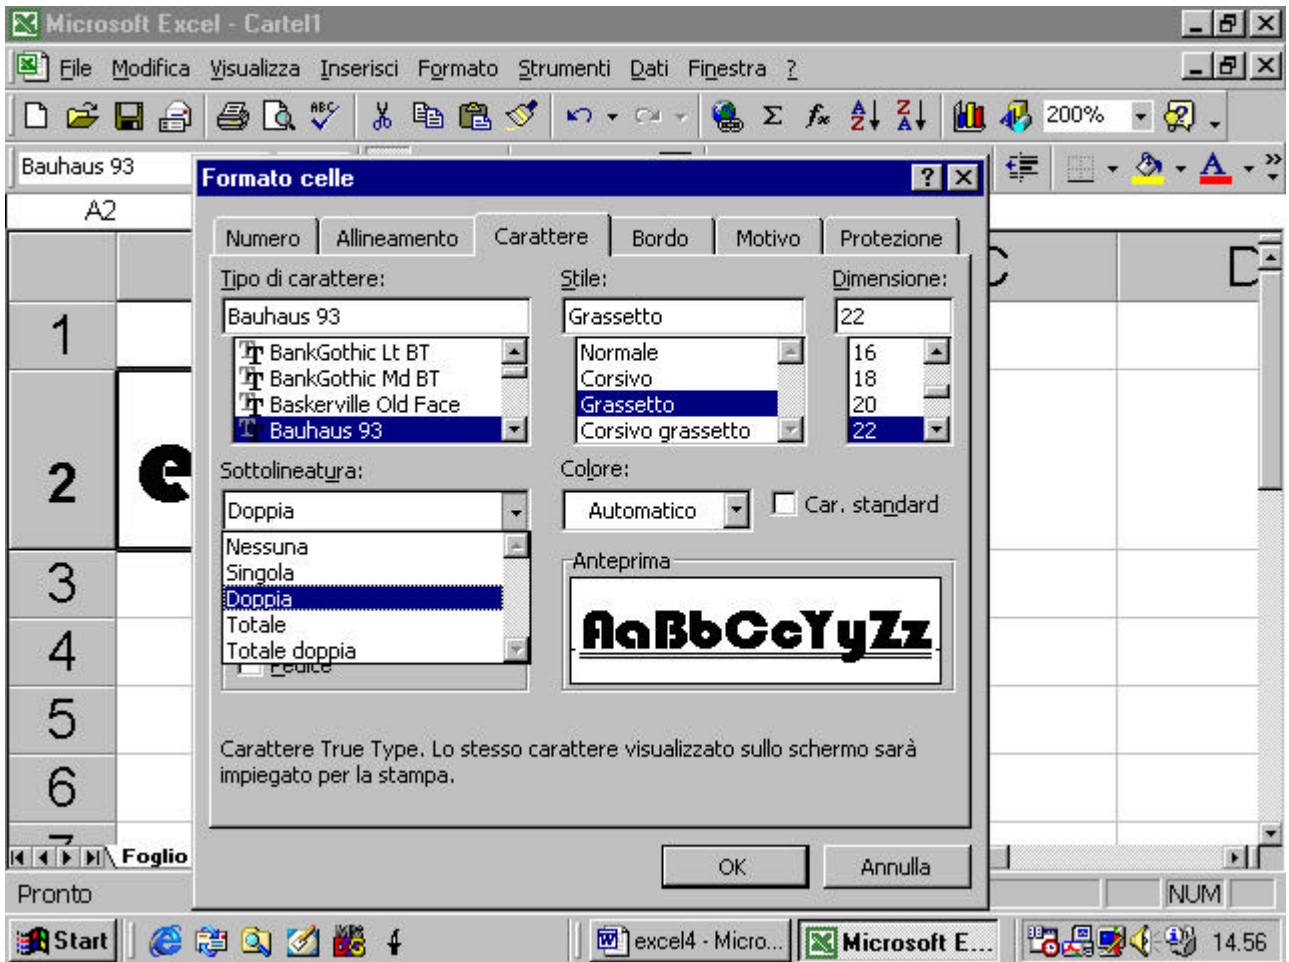 Microsoft Excel - Cartel1
File Modifica Visualizza Inserisci Formato Strumenti Dati Finestra ?
ABC 200%
Bauhaus 93
A2
Formato celle
Numero Allineamento Carattere Bordo Motivo Protezione
C D
Tipo di carattere: Stile: Dimensione:
Bauhaus 93 Grassetto 22
BankGothic Lt BT Normale 16
BankGothic Md BT Corsivo 18
Baskerville Old Face Grassetto 20
Bauhaus 93 Corsivo grassetto 22
1
2
3
4
5
6
7
e
Sottolineatura: Colore:
Doppia Automatico Car. standard
Nessuna
Singola
Doppia
Totale
Totale doppia
Pedice
Anteprima
AaBbCcYyZz
Carattere True Type. Lo stesso carattere visualizzato sullo schermo sarà
impiegato per la stampa.
OK Annulla
Foglio
Pronto NUM
Start excel4 - Micro... Microsoft E... 14.56